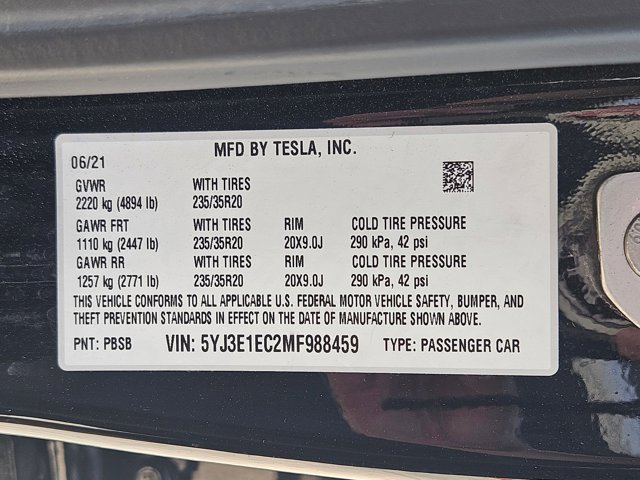 MFD BY TESLA, INC.
06/21
GVWR WITH TIRES
2220 kg (4894 lb) 235/35R20
GAWR FRT WITH TIRES RIM COLD TIRE PRESSURE
1110 kg (2447 lb) 235/35R20 20X9.0J 290 kPa, 42 psi
GAWR RR WITH TIRES RIM COLD TIRE PRESSURE
1257 kg (2771 lb) 235/35R20 20X9.0J 290 kPa, 42 psi
THIS VEHICLE CONFORMS TO ALL APPLICABLE U.S. FEDERAL MOTOR VEHICLE SAFETY, BUMPER, AND
THEFT PREVENTION STANDARDS IN EFFECT ON THE DATE OF MANUFACTURE SHOWN ABOVE.
PNT: PBSB VIN: 5YJ3E1EC2MF988459 TYPE: PASSENGER CAR